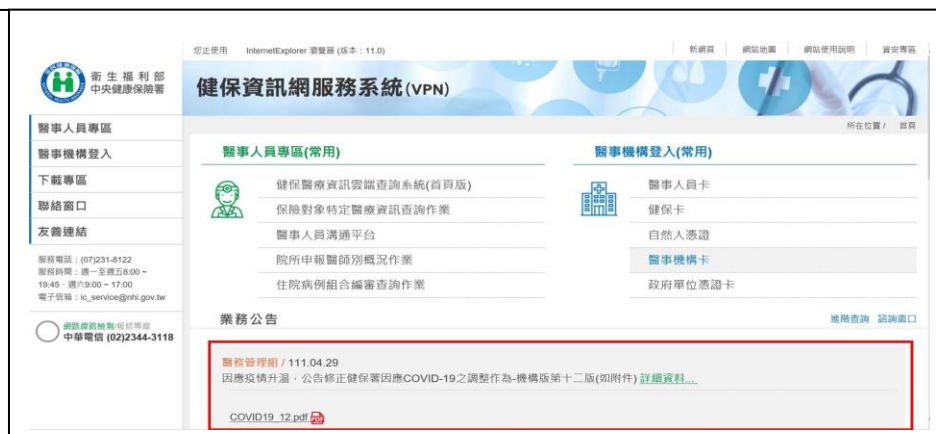 您正使用 InternetExplorer 瀏覽器 (版本：11.0)
新網頁 網站地圖 網站使用說明 資安專區
衛生福利部
中央健康保險署
健保資訊網服務系統(VPN)
所在位置 / 首頁
醫事人員專區
醫事機構登入
下載專區
聯絡窗口
友善連結
服務電話：(07)231-8122
服務時間：週一至週五8:00 ~
19:45，週六9:00 ~ 17:00
電子信箱：ic_service@nhi.gov.tw
網路線路檢測/報修專線
中華電信 (02)2344-3118
醫事人員專區(常用)
健保醫療資訊雲端查詢系統(首頁版)
保險對象特定醫療資訊查詢作業
醫事人員溝通平台
院所申報醫師別概況作業
住院病例組合編審查詢作業
醫事機構登入(常用)
醫事人員卡
健保卡
自然人憑證
醫事機構卡
政府單位憑證卡
業務公告
進階查詢 諮詢窗口
醫務管理組 / 111.04.29
因應疫情升溫，公告修正健保署因應COVID-19之調整作為-機構版第十二版(如附件) 詳細資料...
COVID19_12.pdf